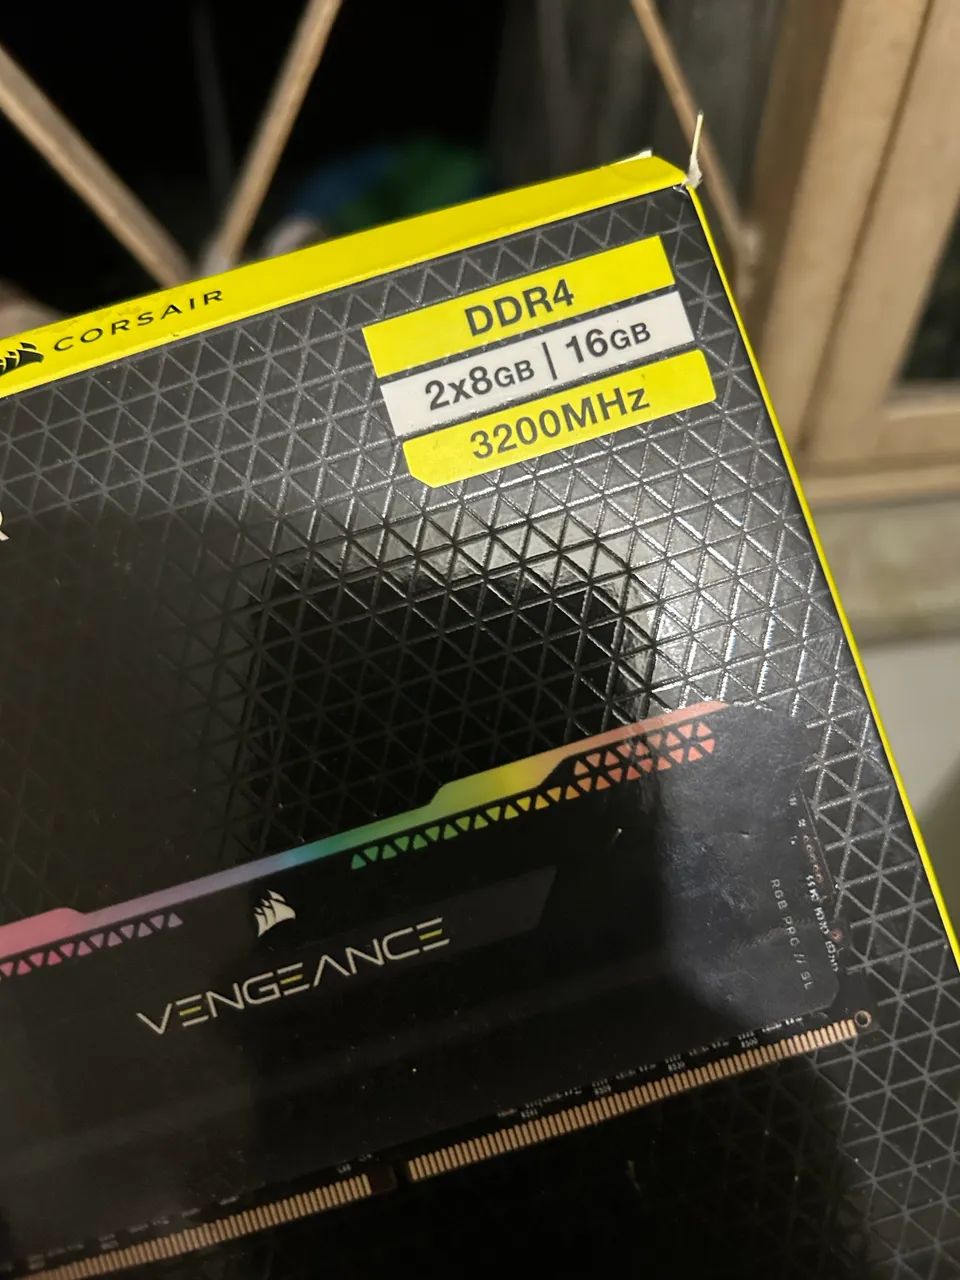 CORSAIR
DDR4
2x8GB | 16GB
3200MHz
VENGEANCE
RGB PRO // SL